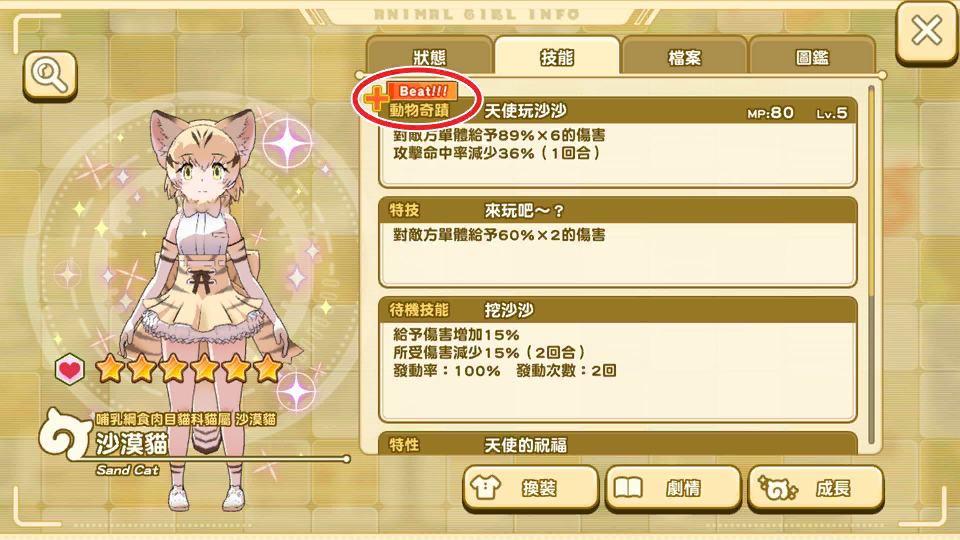 ANIMAL GIRL INFO
狀態
技能
檔案
圖鑑
Beat!!!
動物奇蹟 天使玩沙沙 MP:80 Lv.5
對敵方單體給予89%×6的傷害
攻擊命中率減少36%（1回合）
特技 來玩吧～？
對敵方單體給予60%×2的傷害
待機技能 挖沙沙
給予傷害增加15%
所受傷害減少15%（2回合）
發動率：100% 發動次數：2回
特性 天使的祝福
哺乳綱食肉目貓科貓屬 沙漠貓
沙漠貓
Sand Cat
換裝
劇情
成長